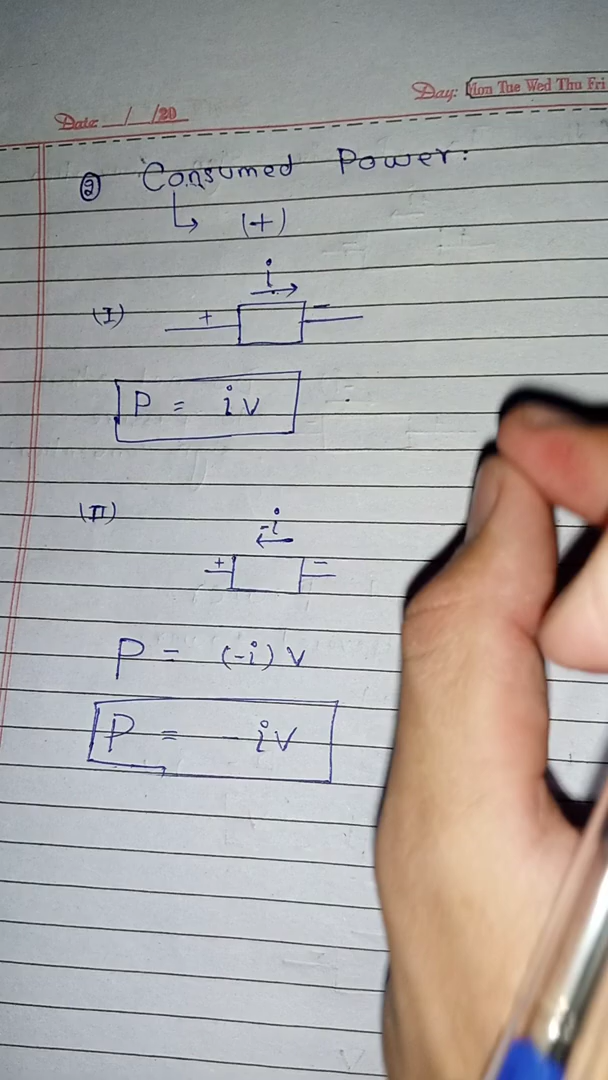 Day: Mon Tue Wed Thu Fri
Date / /20
② Consumed Power:
↳ (+)
i
→
(I) + -
P = iv
(II)
-i
←
+ -
P = (-i) v
P = - iv